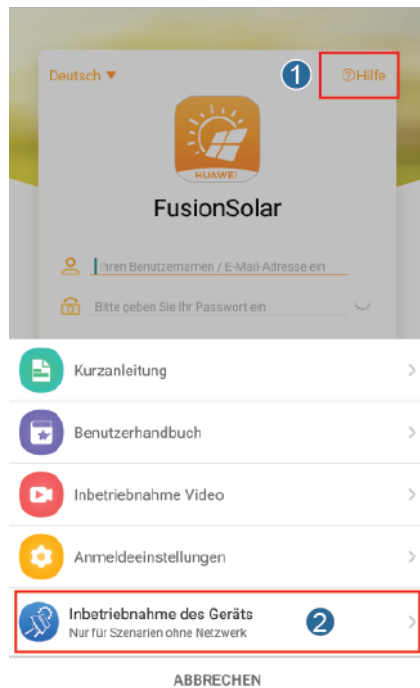 Deutsch ▼
1
?Hilfe
HUAWEI
FusionSolar
Ihren Benutzernamen / E-Mail-Adresse ein
Bitte geben Sie Ihr Passwort ein
Kurzanleitung
Benutzerhandbuch
Inbetriebnahme Video
Anmeldeeinstellungen
Inbetriebnahme des Geräts
Nur für Szenarien ohne Netzwerk
2
ABBRECHEN